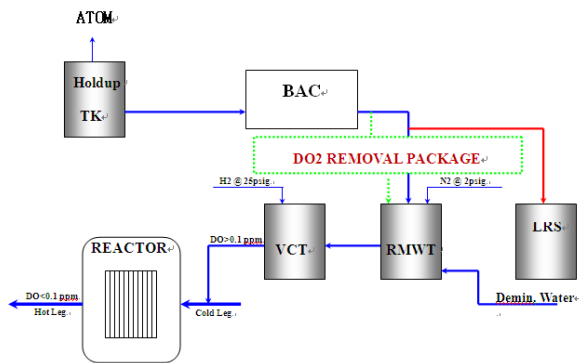 ATOM
Holdup
TK
BAC
DO2 REMOVAL PACKAGE
H2 @ 25psig.
N2 @ 2psig.
REACTOR
DO>0.1 ppm
VCT
RMWT
LRS
DO<0.1 ppm
Hot Leg.
Cold Leg.
Demin. Water